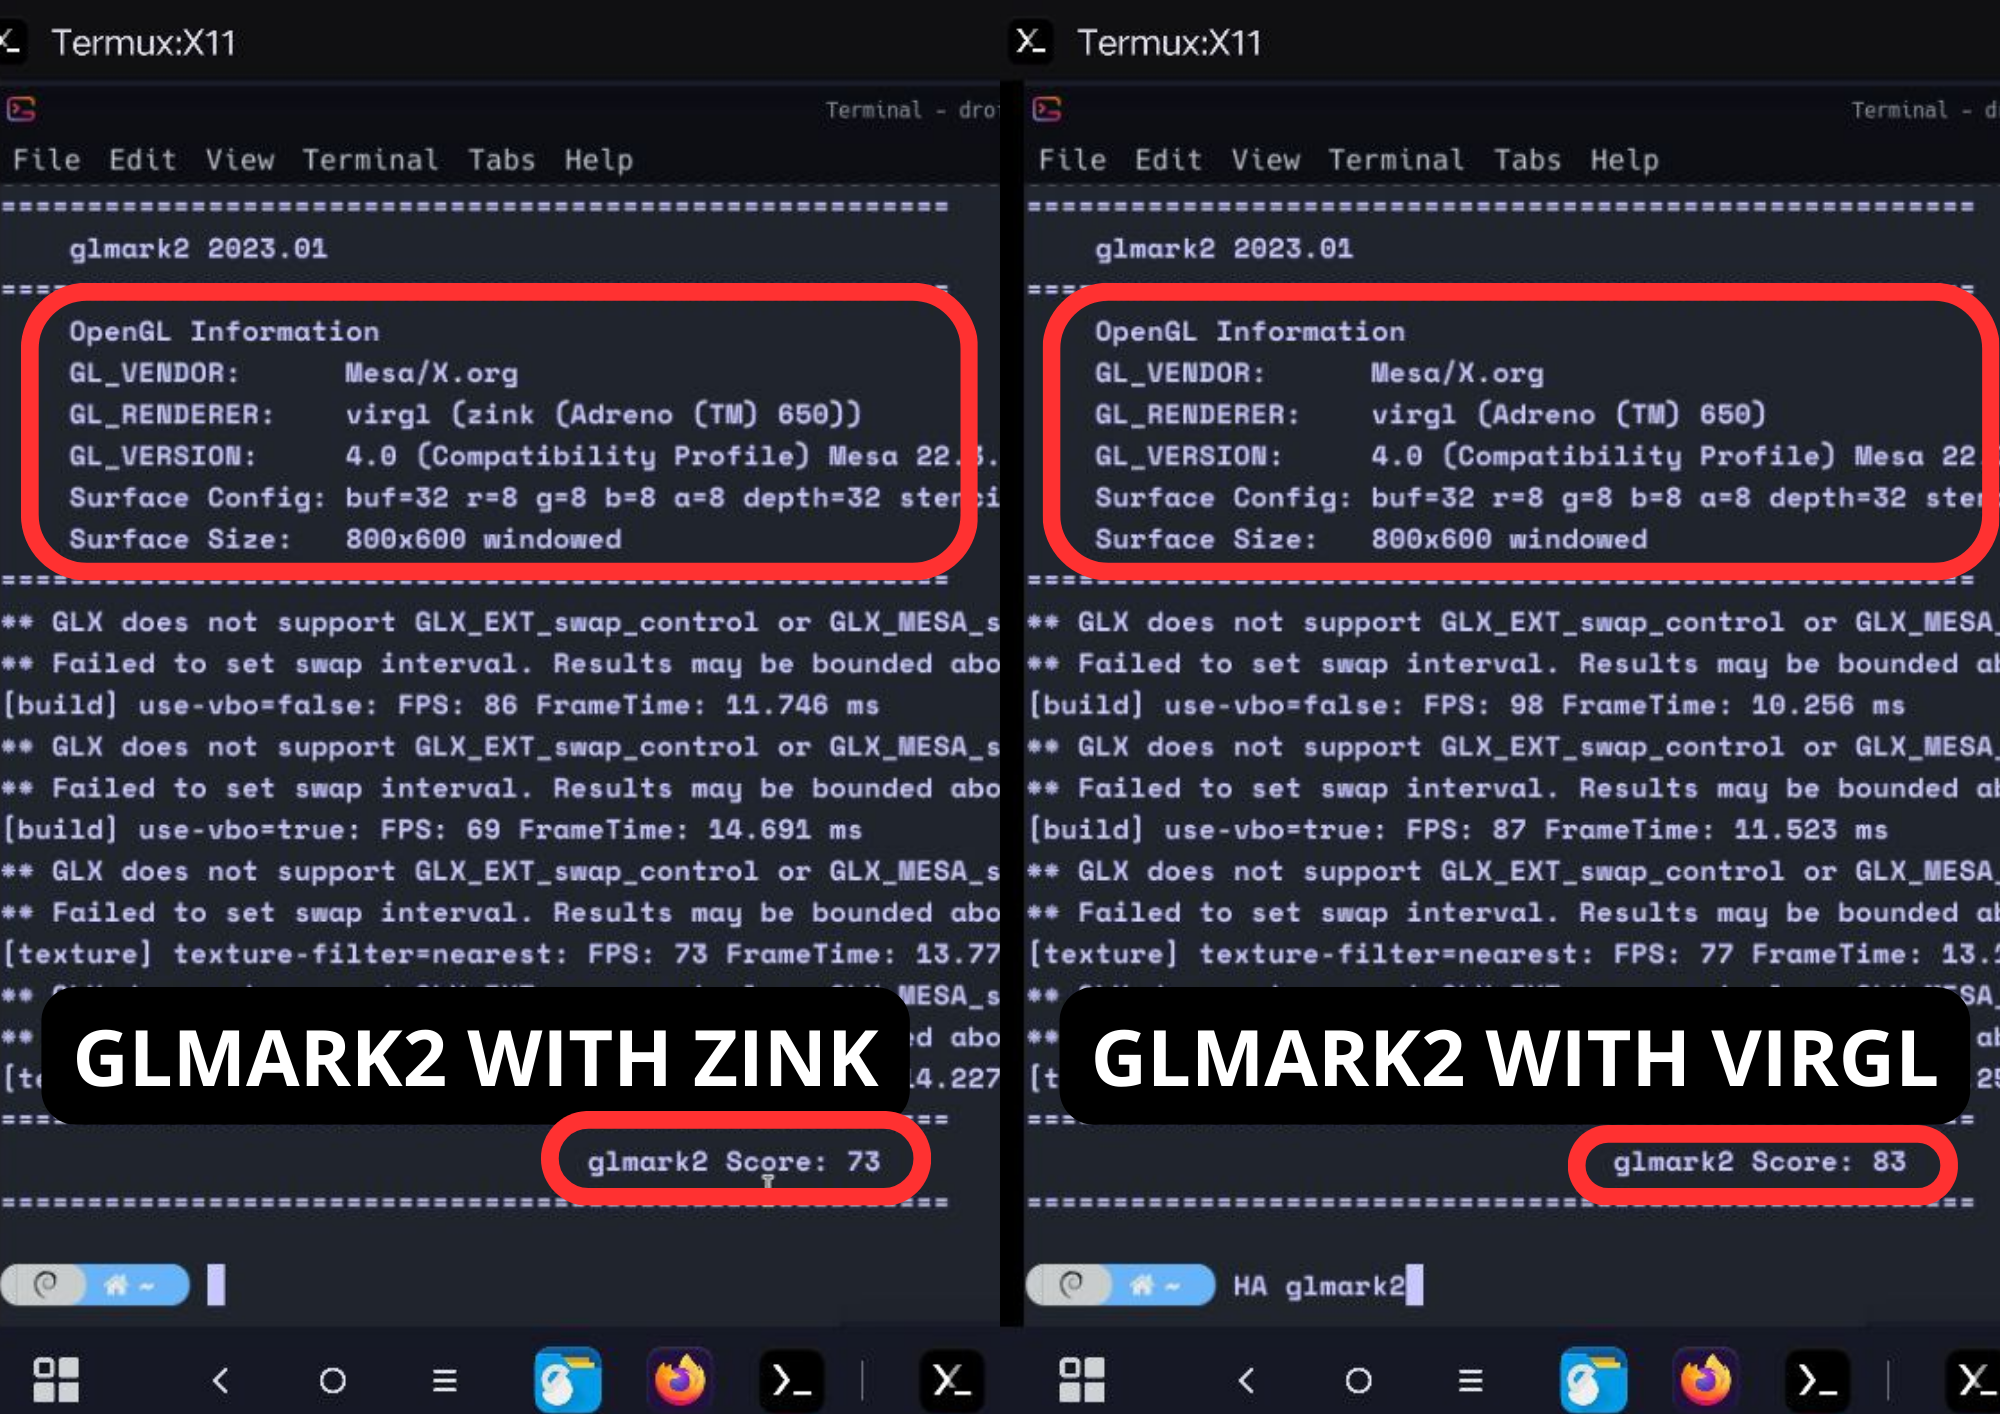 Termux:X11
Terminal - dro
File Edit View Terminal Tabs Help
=======================================================
glmark2 2023.01
=======================================================
OpenGL Information
GL_VENDOR: Mesa/X.org
GL_RENDERER: virgl (zink (Adreno (TM) 650))
GL_VERSION: 4.0 (Compatibility Profile) Mesa 22.3.
Surface Config: buf=32 r=8 g=8 b=8 a=8 depth=32 stenci
Surface Size: 800x600 windowed
=======================================================
** GLX does not support GLX_EXT_swap_control or GLX_MESA_s
** Failed to set swap interval. Results may be bounded abo
[build] use-vbo=false: FPS: 86 FrameTime: 11.746 ms
** GLX does not support GLX_EXT_swap_control or GLX_MESA_s
** Failed to set swap interval. Results may be bounded abo
[build] use-vbo=true: FPS: 69 FrameTime: 14.691 ms
** GLX does not support GLX_EXT_swap_control or GLX_MESA_s
** Failed to set swap interval. Results may be bounded abo
[texture] texture-filter=nearest: FPS: 73 FrameTime: 13.77
** MESA_s
** ed abo
[te 4.227
GLMARK2 WITH ZINK
=======================================================
glmark2 Score: 73
=======================================================
~
Termux:X11
Terminal - d
File Edit View Terminal Tabs Help
=======================================================
glmark2 2023.01
=======================================================
OpenGL Information
GL_VENDOR: Mesa/X.org
GL_RENDERER: virgl (Adreno (TM) 650)
GL_VERSION: 4.0 (Compatibility Profile) Mesa 22
Surface Config: buf=32 r=8 g=8 b=8 a=8 depth=32 ste
Surface Size: 800x600 windowed
=======================================================
** GLX does not support GLX_EXT_swap_control or GLX_MESA_
** Failed to set swap interval. Results may be bounded ab
[build] use-vbo=false: FPS: 98 FrameTime: 10.256 ms
** GLX does not support GLX_EXT_swap_control or GLX_MESA_
** Failed to set swap interval. Results may be bounded ab
[build] use-vbo=true: FPS: 87 FrameTime: 11.523 ms
** GLX does not support GLX_EXT_swap_control or GLX_MESA_
** Failed to set swap interval. Results may be bounded ab
[texture] texture-filter=nearest: FPS: 77 FrameTime: 13.
** SA_
** ab
[t 25
GLMARK2 WITH VIRGL
=======================================================
glmark2 Score: 83
=======================================================
~ HA glmark2